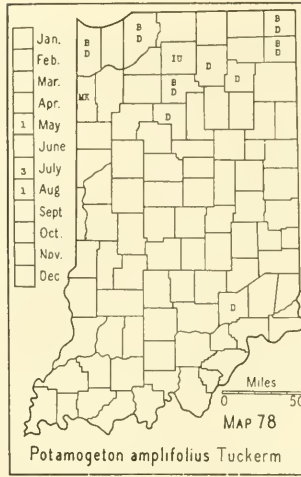 Jan.
Feb.
Mar.
Apr.
1 May
June
3 July
1 Aug
Sept
Oct.
Nov.
Dec
B D
B D
IU
D
B D
B D
D
MK
D
D
Miles
0 50
MAP 78
Potamogeton amplifolius Tuckerm